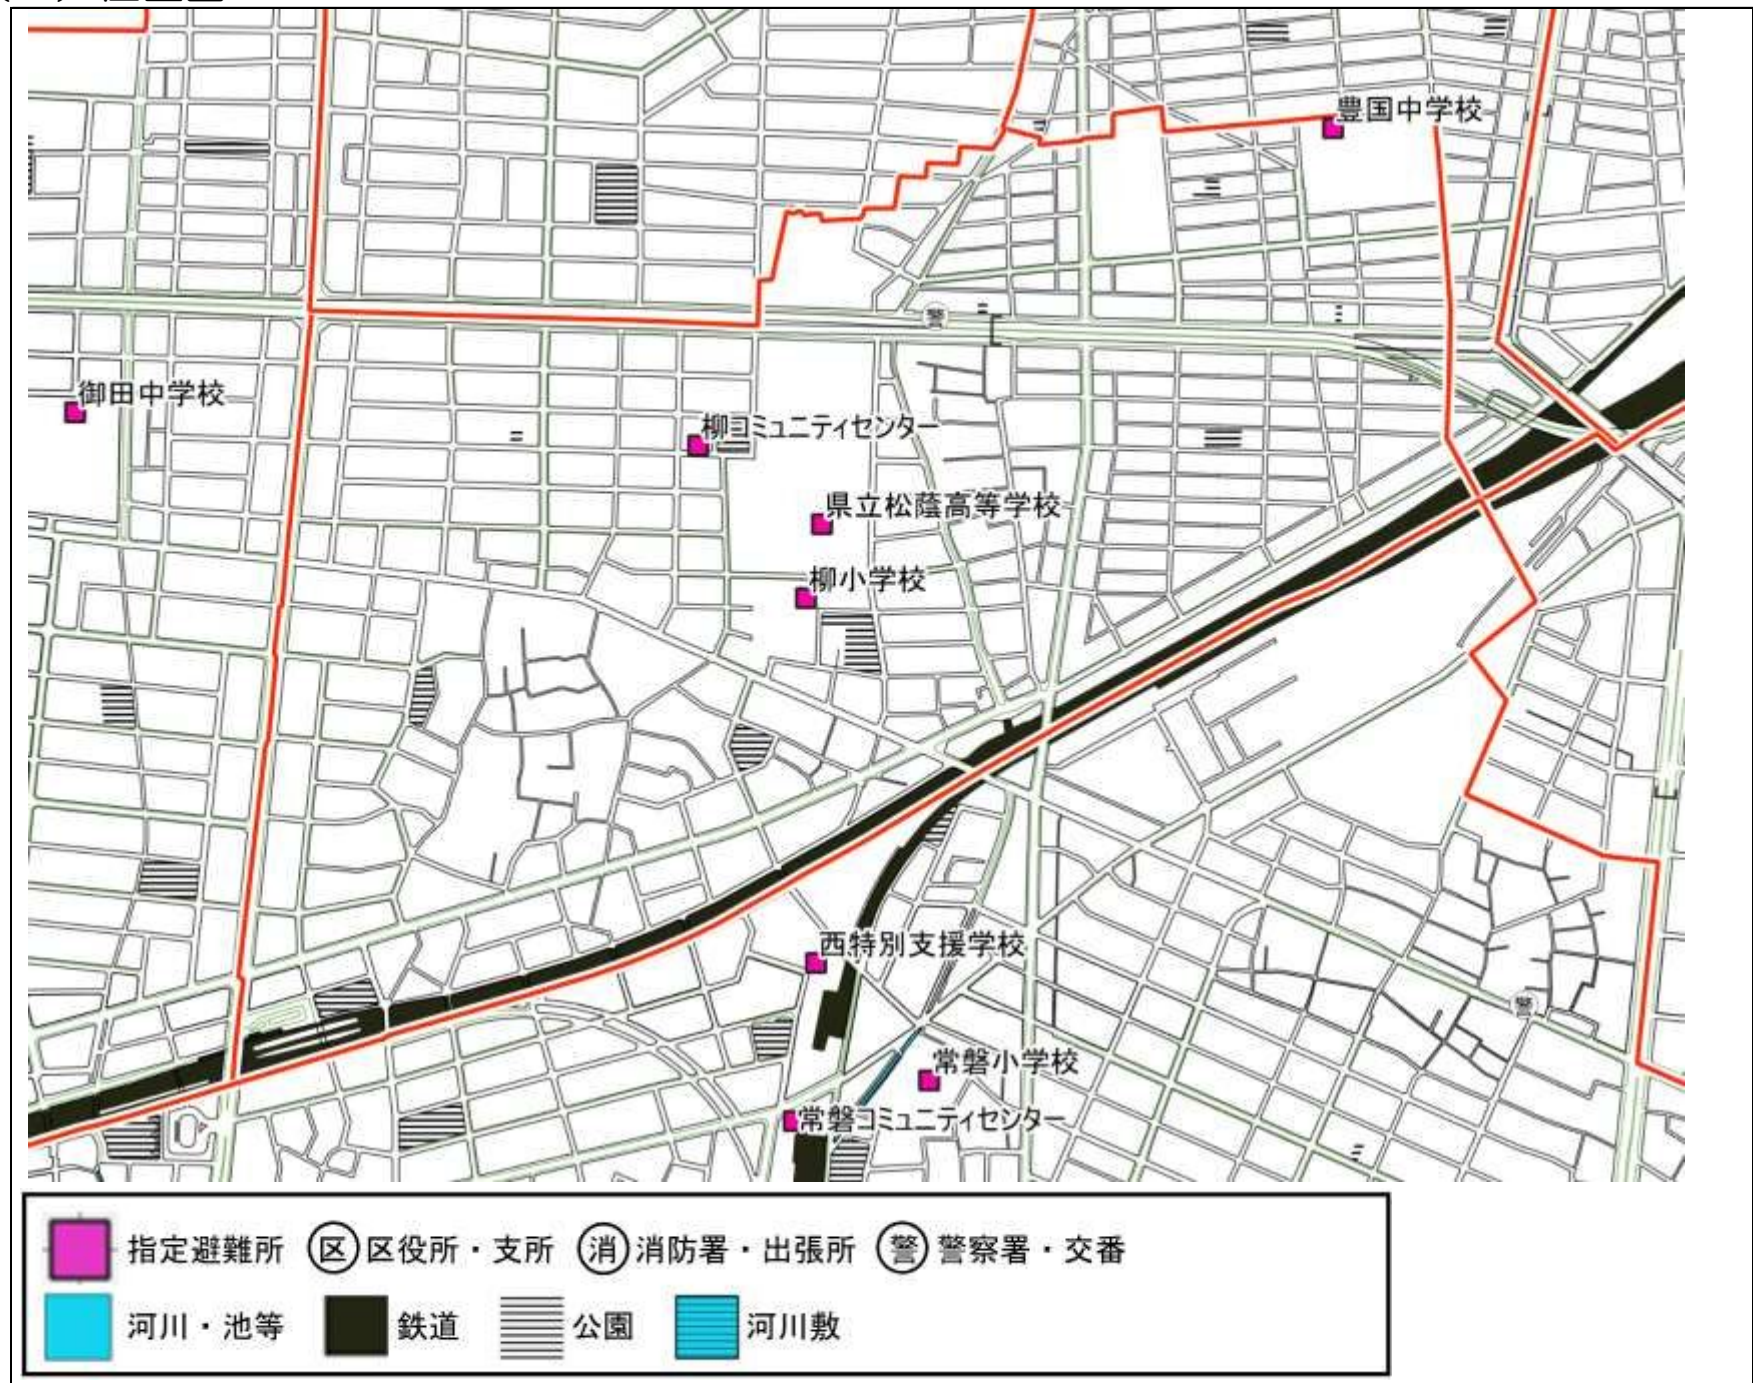 豊国中学校
警
御田中学校
柳コミュニティセンター
県立松蔭高等学校
柳小学校
西特別支援学校
警
常磐小学校
常磐コミュニティセンター
指定避難所 区 区役所・支所 消 消防署・出張所 警 警察署・交番
河川・池等 鉄道 公園 河川敷